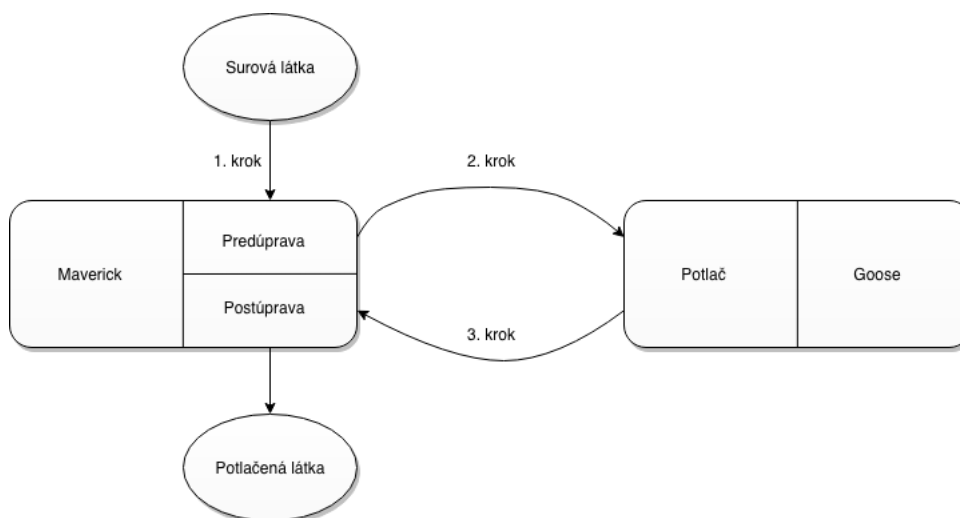 Surová látka
1. krok
2. krok
Maverick
Predúprava
Postúprava
Potlač
Goose
3. krok
Potlačená látka